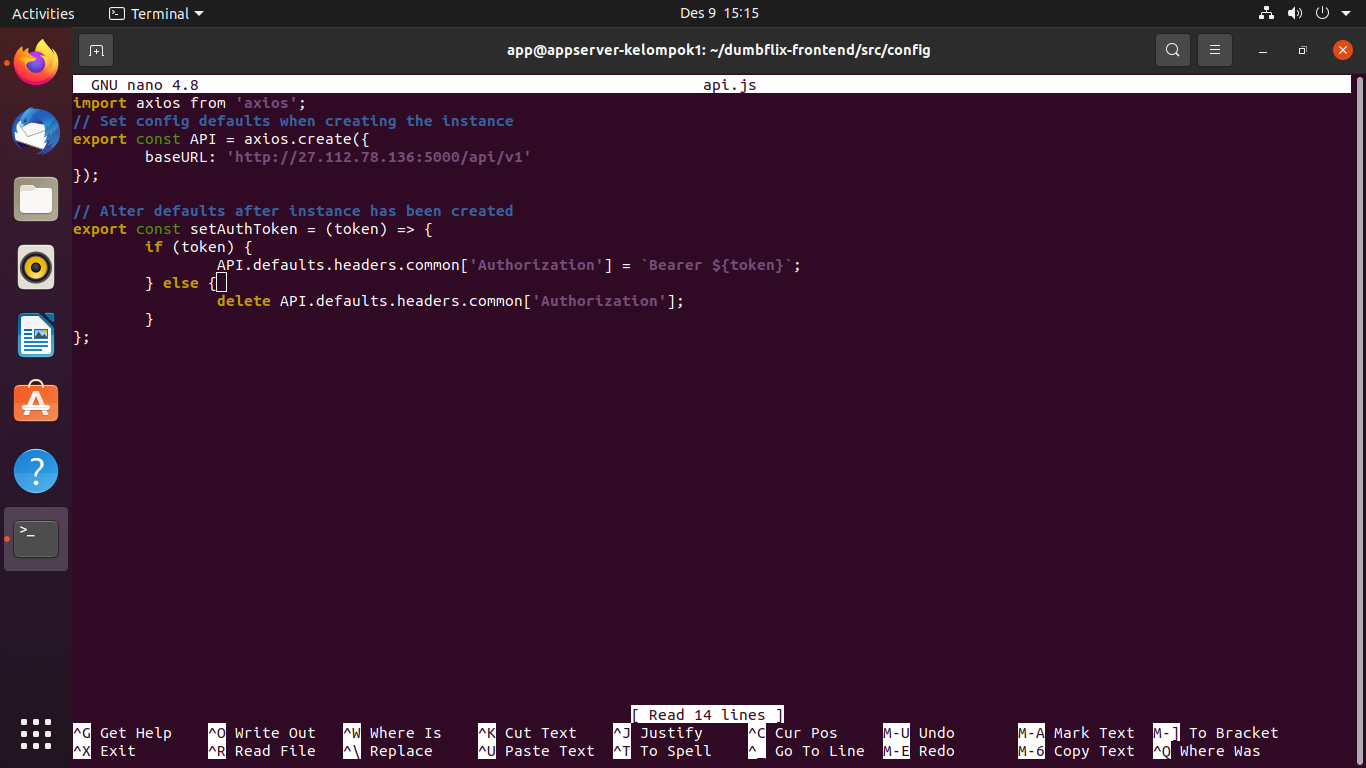 Activities Terminal Des 9 15:15
app@appserver-kelompok1: ~/dumbflix-frontend/src/config
GNU nano 4.8 api.js
import axios from 'axios';
// Set config defaults when creating the instance
export const API = axios.create({
        baseURL: 'http://27.112.78.136:5000/api/v1'
});

// Alter defaults after instance has been created
export const setAuthToken = (token) => {
        if (token) {
                API.defaults.headers.common['Authorization'] = `Bearer ${token}`;
        } else {
                delete API.defaults.headers.common['Authorization'];
        }
};
[ Read 14 lines ]
^G Get Help ^O Write Out ^W Where Is ^K Cut Text ^J Justify ^C Cur Pos M-U Undo M-A Mark Text M-] To Bracket
^X Exit ^R Read File ^\ Replace ^U Paste Text ^T To Spell ^_ Go To Line M-E Redo M-6 Copy Text ^Q Where Was